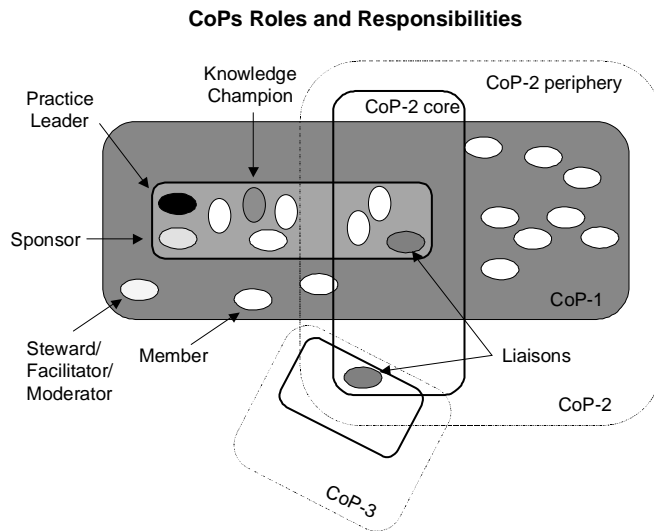 CoPs Roles and Responsibilities
Knowledge
Champion
CoP-2 periphery
Practice
Leader
CoP-2 core
Sponsor
CoP-1
Steward/
Facilitator/
Moderator
Member
Liaisons
CoP-2
CoP-3